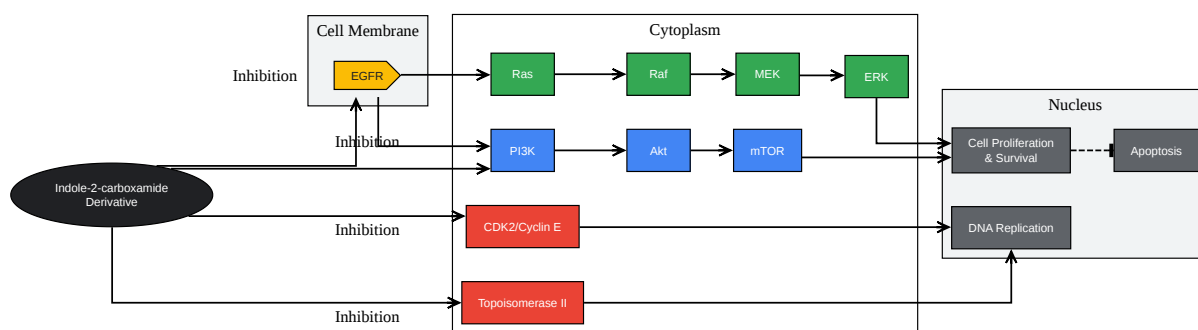 Cell Membrane
Cytoplasm
Inhibition
EGFR
Ras
Raf
MEK
ERK
Nucleus
Inhibition
PI3K
Akt
mTOR
Cell Proliferation
& Survival
Apoptosis
Indole-2-carboxamide
Derivative
Inhibition
CDK2/Cyclin E
DNA Replication
Inhibition
Topoisomerase II